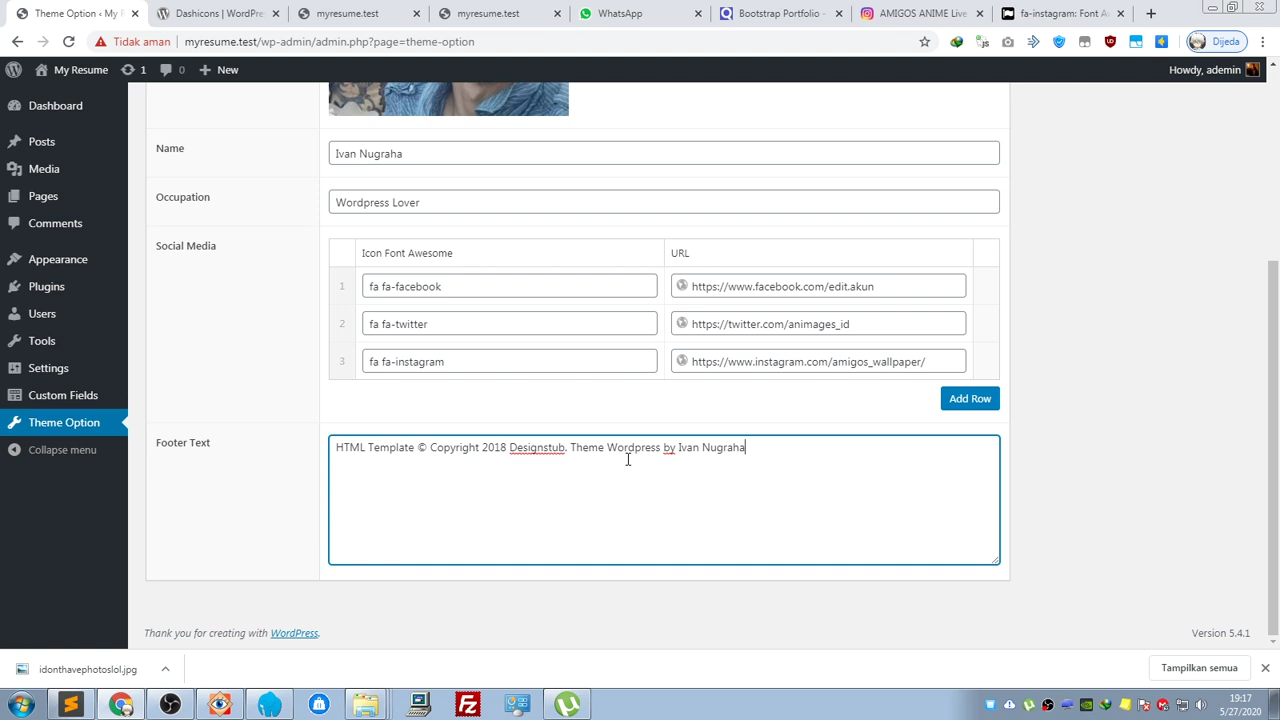 Theme Option ‹ My R
Dashicons | WordPre
myresume.test
myresume.test
WhatsApp
Bootstrap Portfolio
AMIGOS ANIME Live
fa-instagram: Font A
Tidak aman
myresume.test/wp-admin/admin.php?page=theme-option
Dijeda
My Resume
1
0
New
Howdy, ademin
Dashboard
Posts
Media
Pages
Comments
Appearance
Plugins
Users
Tools
Settings
Custom Fields
Theme Option
Collapse menu
Name
Ivan Nugraha
Occupation
Wordpress Lover
Social Media
Icon Font Awesome
URL
1
fa fa-facebook
https://www.facebook.com/edit.akun
2
fa fa-twitter
https://twitter.com/animages_id
3
fa fa-instagram
https://www.instagram.com/amigos_wallpaper/
Add Row
Footer Text
HTML Template © Copyright 2018 Designstub. Theme Wordpress by Ivan Nugraha
Thank you for creating with WordPress.
Version 5.4.1
idonthavephotoslol.jpg
Tampilkan semua
19:17
5/27/2020